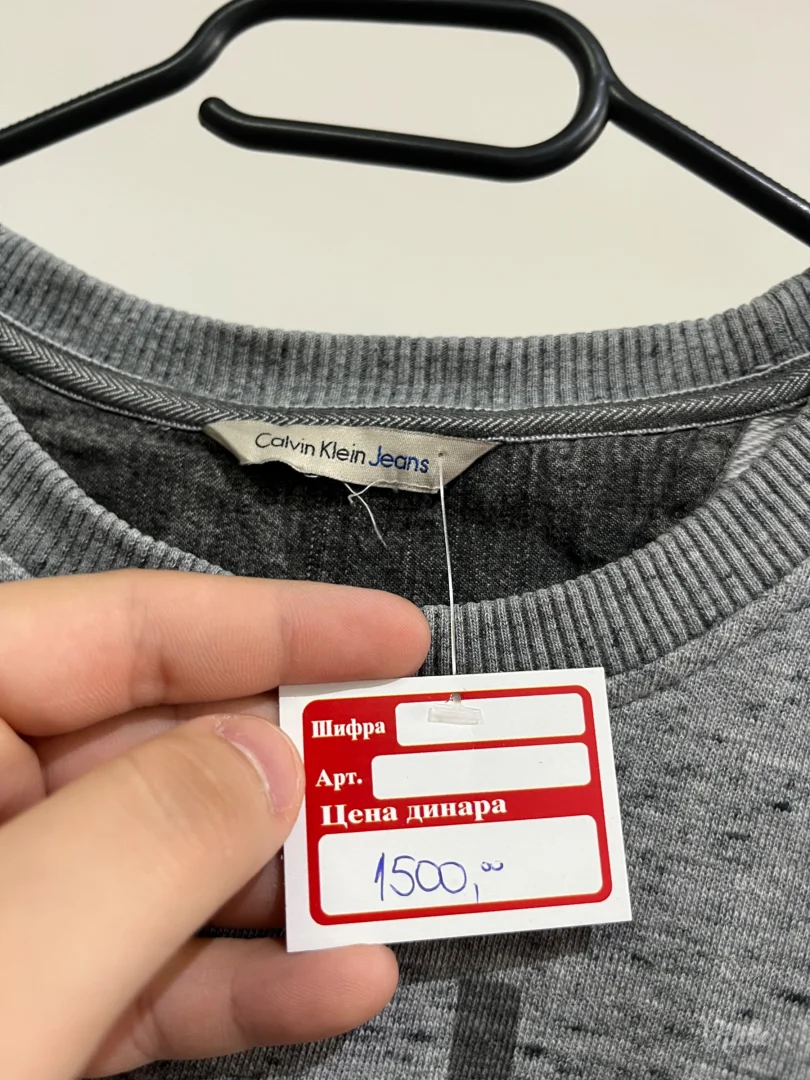 Calvin Klein Jeans
Шифра
Арт.
Цена динара
1500,⁰⁰